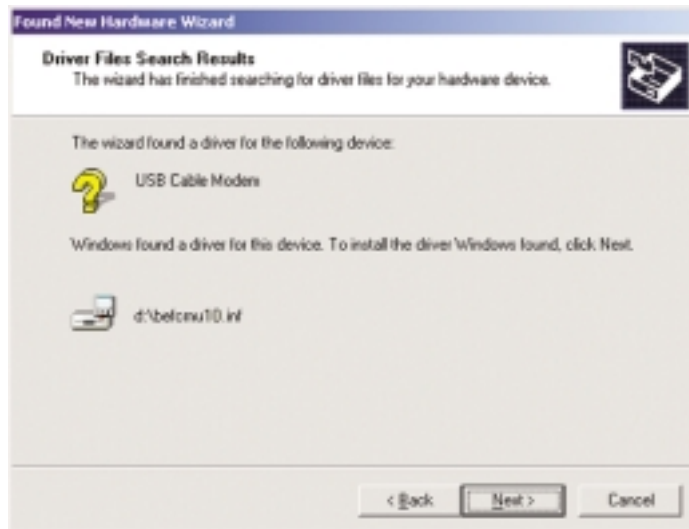 Found New Hardware Wizard
Driver Files Search Results
The wizard has finished searching for driver files for your hardware device.
The wizard found a driver for the following device:
USB Cable Modem
Windows found a driver for this device. To install the driver Windows found, click Next.
d:\befcmu10.inf
< Back
Next >
Cancel